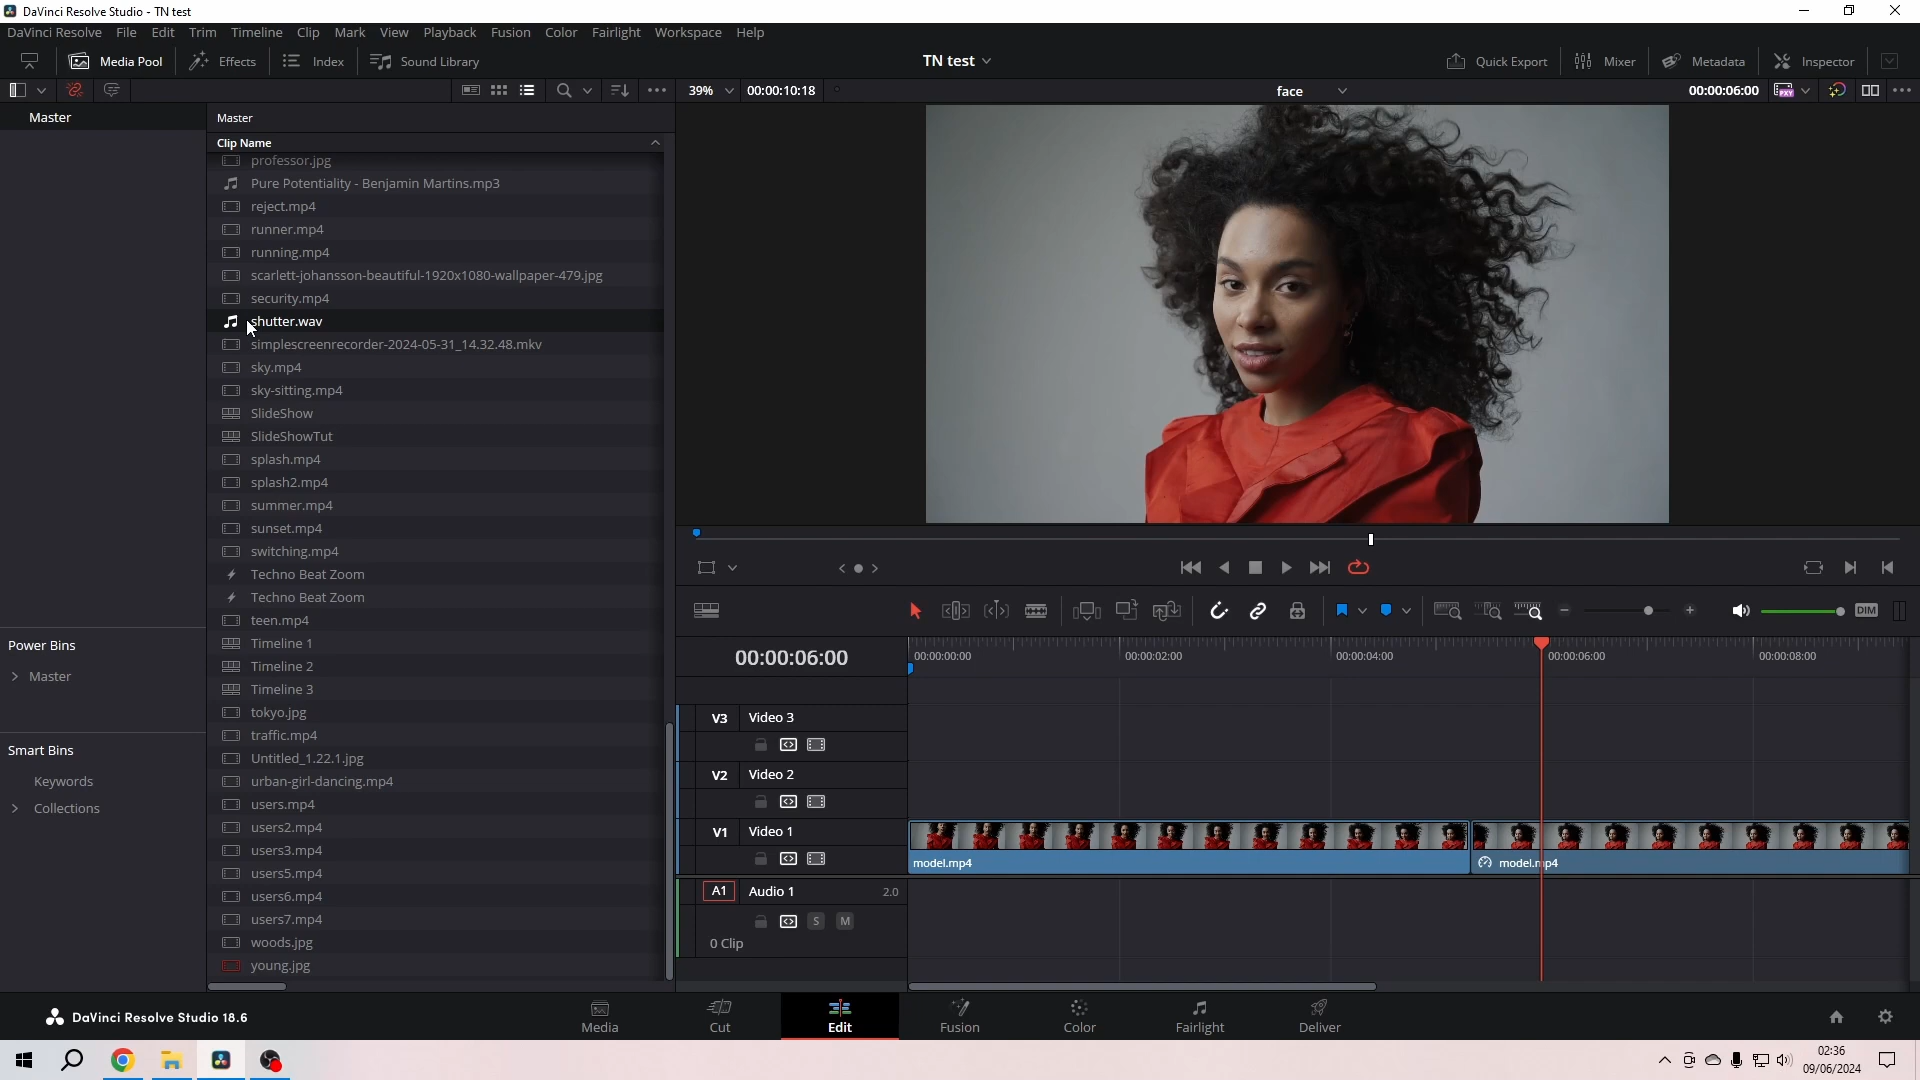 DaVinci Resolve Studio - TN test
DaVinci Resolve File Edit Trim Timeline Clip Mark View Playback Fusion Color Fairlight Workspace Help
Media Pool Effects Index Sound Library TN test Quick Export Mixer Metadata Inspector
39% 00:00:10:18 face 00:00:06:00
Master Master
Clip Name
professor.jpg
Pure Potentiality - Benjamin Martins.mp3
reject.mp4
runner.mp4
running.mp4
scarlett-johansson-beautiful-1920x1080-wallpaper-479.jpg
security.mp4
shutter.wav
simplescreenrecorder-2024-05-31_14.32.48.mkv
sky.mp4
sky-sitting.mp4
SlideShow
SlideShowTut
splash.mp4
splash2.mp4
summer.mp4
sunset.mp4
switching.mp4
Techno Beat Zoom
Techno Beat Zoom
teen.mp4
Timeline 1
Timeline 2
Timeline 3
tokyo.jpg
traffic.mp4
Untitled_1.22.1.jpg
urban-girl-dancing.mp4
users.mp4
users2.mp4
users3.mp4
users5.mp4
users6.mp4
users7.mp4
woods.jpg
young.jpg
Power Bins
Master
Smart Bins
Keywords
Collections
DIM
00:00:06:00 00:00:00:00 00:00:02:00 00:00:04:00 00:00:06:00 00:00:08:00
V3 Video 3
V2 Video 2
V1 Video 1
model.mp4 model.mp4
A1 Audio 1 2.0
S M
0 Clip
DaVinci Resolve Studio 18.6
Media Cut Edit Fusion Color Fairlight Deliver
02:36
09/06/2024